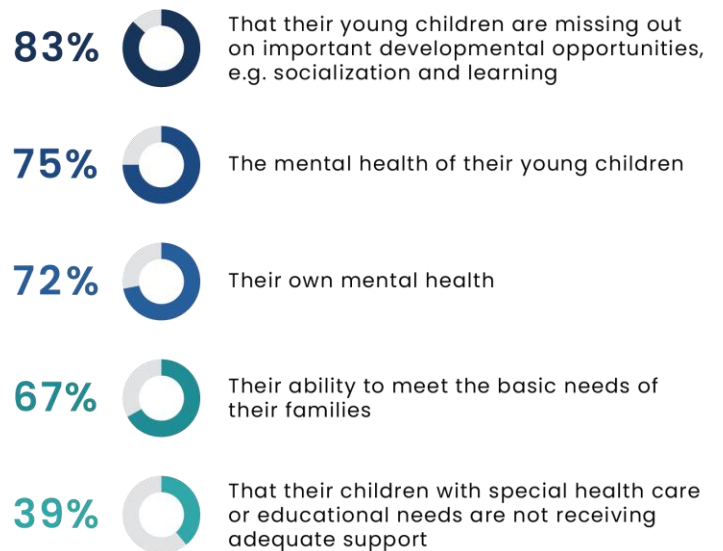 83%
That their young children are missing out
on important developmental opportunities,
e.g. socialization and learning
75%
The mental health of their young children
72%
Their own mental health
67%
Their ability to meet the basic needs of
their families
39%
That their children with special health care
or educational needs are not receiving
adequate support